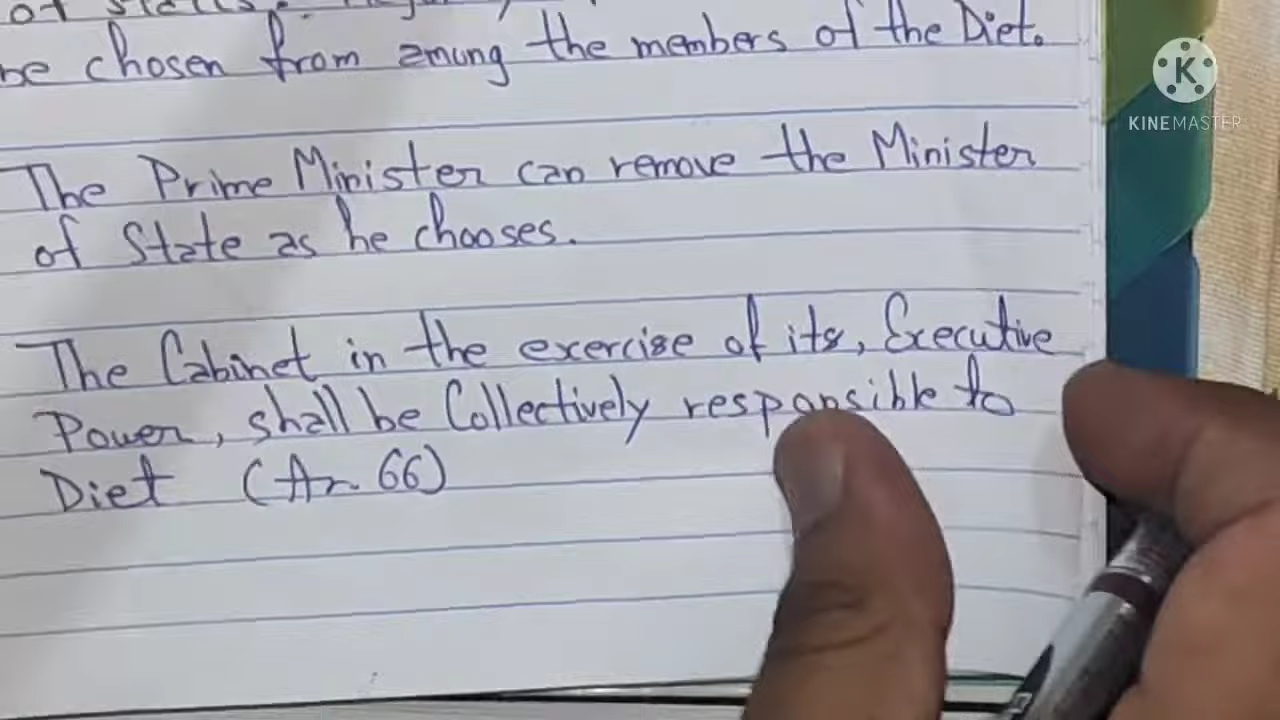 of
be chosen from among the members of the Diet.
The Prime Minister can remove the Minister
of State as he chooses.
The Cabinet in the exercise of its, Executive
Power, shall be Collectively responsible to
Diet (Ar 66)
K
KINEMASTER